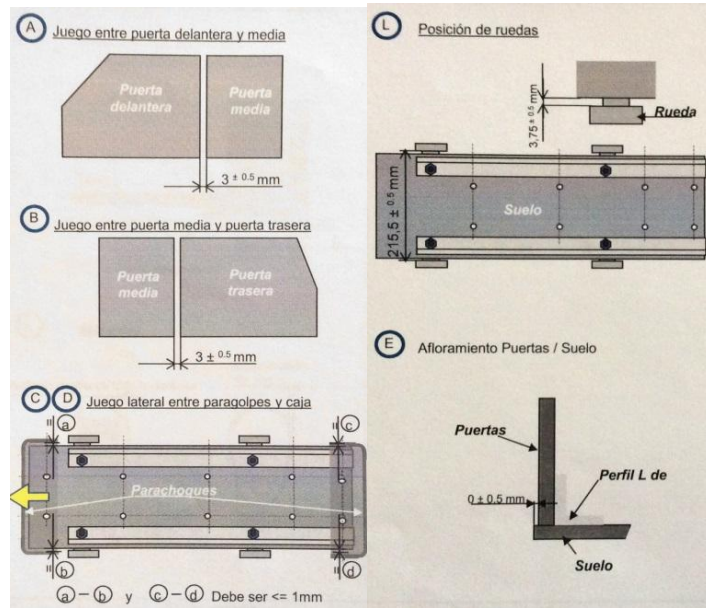 A Juego entre puerta delantera y media
Puerta
delantera
Puerta
media
3 ± 0.5 mm
B Juego entre puerta media y puerta trasera
Puerta
media
Puerta
trasera
3 ± 0.5 mm
C D Juego lateral entre paragolpes y caja
= a
= c
Parachoques
= b
= d
a - b y c - d Debe ser <= 1mm
L Posición de ruedas
3,75 ± 0.5 mm
Rueda
215,5 ± 0.5 mm
Suelo
E Afloramiento Puertas / Suelo
Puertas
Perfil L de
0 ± 0.5 mm
Suelo